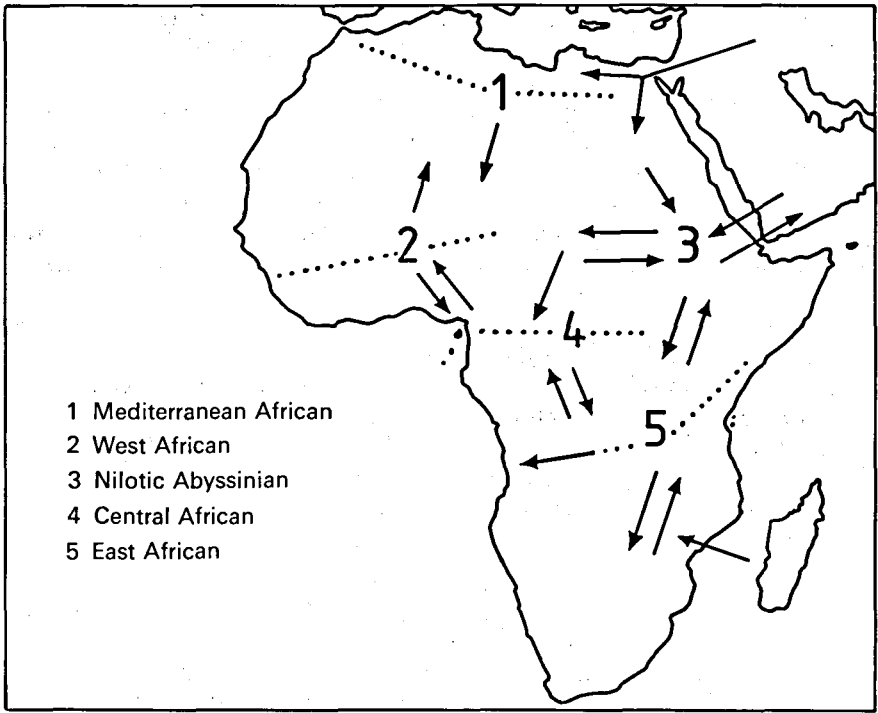 1
2
3
4
5
1 Mediterranean African
2 West African
3 Nilotic Abyssinian
4 Central African
5 East African